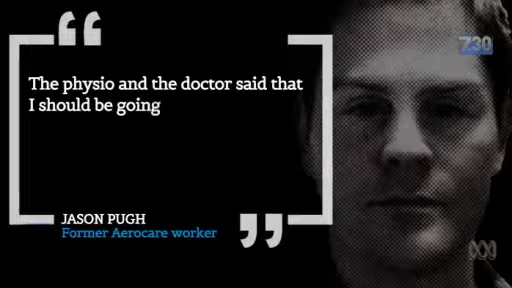 7.30
The physio and the doctor said that
I should be going
JASON PUGH
Former Aerocare worker